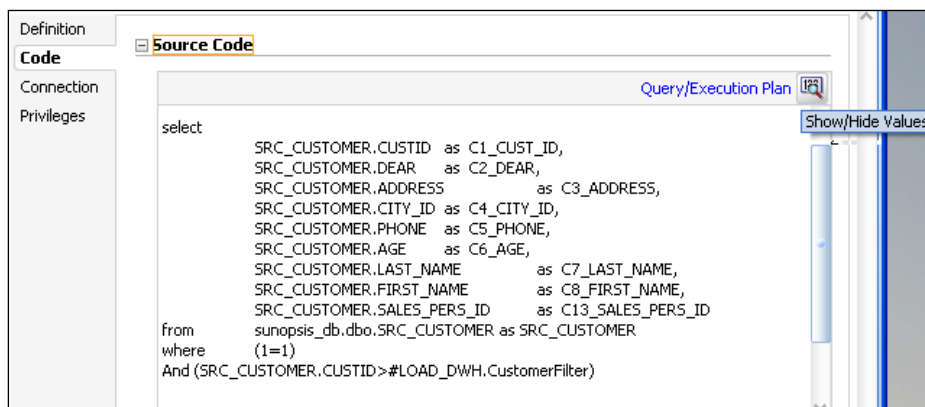 Definition
Code
Connection
Privileges
Source Code
Query/Execution Plan
Show/Hide Values
select
SRC_CUSTOMER.CUSTID as C1_CUST_ID,
SRC_CUSTOMER.DEAR as C2_DEAR,
SRC_CUSTOMER.ADDRESS as C3_ADDRESS,
SRC_CUSTOMER.CITY_ID as C4_CITY_ID,
SRC_CUSTOMER.PHONE as C5_PHONE,
SRC_CUSTOMER.AGE as C6_AGE,
SRC_CUSTOMER.LAST_NAME as C7_LAST_NAME,
SRC_CUSTOMER.FIRST_NAME as C8_FIRST_NAME,
SRC_CUSTOMER.SALES_PERS_ID as C13_SALES_PERS_ID
from sunopsis_db.dbo.SRC_CUSTOMER as SRC_CUSTOMER
where (1=1)
And (SRC_CUSTOMER.CUSTID>#LOAD_DWH.CustomerFilter)